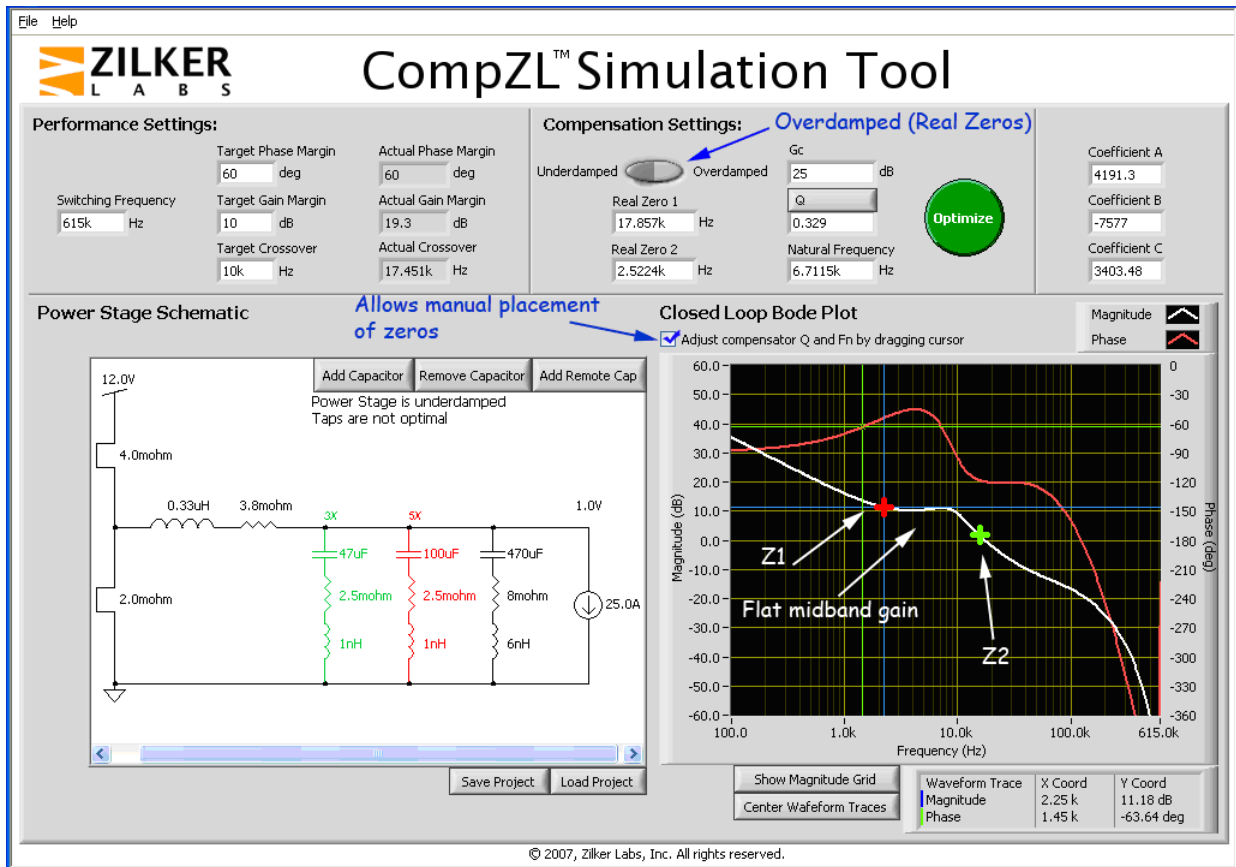 File Help
ZILKER
LABS
CompZL™ Simulation Tool
Performance Settings:
Target Phase Margin
60 deg
Actual Phase Margin
60 deg
Switching Frequency
615k Hz
Target Gain Margin
10 dB
Actual Gain Margin
19.3 dB
Target Crossover
10k Hz
Actual Crossover
17.451k Hz
Compensation Settings:
Overdamped (Real Zeros)
Underdamped
Overdamped
Gc
25 dB
Real Zero 1
17.857k Hz
Q
0.329
Real Zero 2
2.5224k Hz
Natural Frequency
6.7115k Hz
Optimize
Coefficient A
4191.3
Coefficient B
-7577
Coefficient C
3403.48
Power Stage Schematic
Allows manual placement
of zeros
Add Capacitor
Remove Capacitor
Add Remote Cap
Power Stage is underdamped
Taps are not optimal
12.0V
4.0mohm
0.33uH
3.8mohm
3X
5X
1.0V
47uF
100uF
470uF
2.5mohm
2.5mohm
8mohm
2.0mohm
25.0A
1nH
1nH
6nH
Save Project
Load Project
Closed Loop Bode Plot
Adjust compensator Q and Fn by dragging cursor
Magnitude
Phase
60.0
50.0
40.0
30.0
20.0
10.0
0.0
-10.0
-20.0
-30.0
-40.0
-50.0
-60.0
Magnitude (dB)
Z1
Flat midband gain
Z2
0
-30
-60
-90
-120
-150
-180
-210
-240
-270
-300
-330
-360
Phase (deg)
100.0 1.0k 10.0k 100.0k 615.0k
Frequency (Hz)
Show Magnitude Grid
Center Wafeform Traces
Waveform Trace X Coord Y Coord
Magnitude 2.25 k 11.18 dB
Phase 1.45 k -63.64 deg
© 2007, Zilker Labs, Inc. All rights reserved.